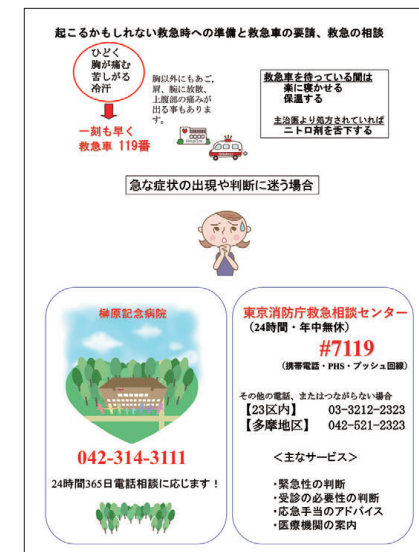 起こるかもしれない救急時への準備と救急車の要請、救急の相談
ひどく
胸が痛む
苦しがる
冷汗
一刻も早く
救急車 119番
胸以外にもあご、
肩、腕に放散、
上腹部の痛みが
出る事もありま
す。
救急車を待っている間は
楽に寝かせる
保温する
主治医より処方されていれば
ニトロ剤を舌下する
急な症状の出現や判断に迷う場合
榊原記念病院
042-314-3111
24時間365日電話相談に応じます！
東京消防庁救急相談センター
（24時間・年中無休）
#7119
（携帯電話・PHS・プッシュ回線）
その他の電話、またはつながらない場合
【23区内】 03-3212-2323
【多摩地区】 042-521-2323
＜主なサービス＞
・緊急性の判断
・受診の必要性の判断
・応急手当のアドバイス
・医療機関の案内